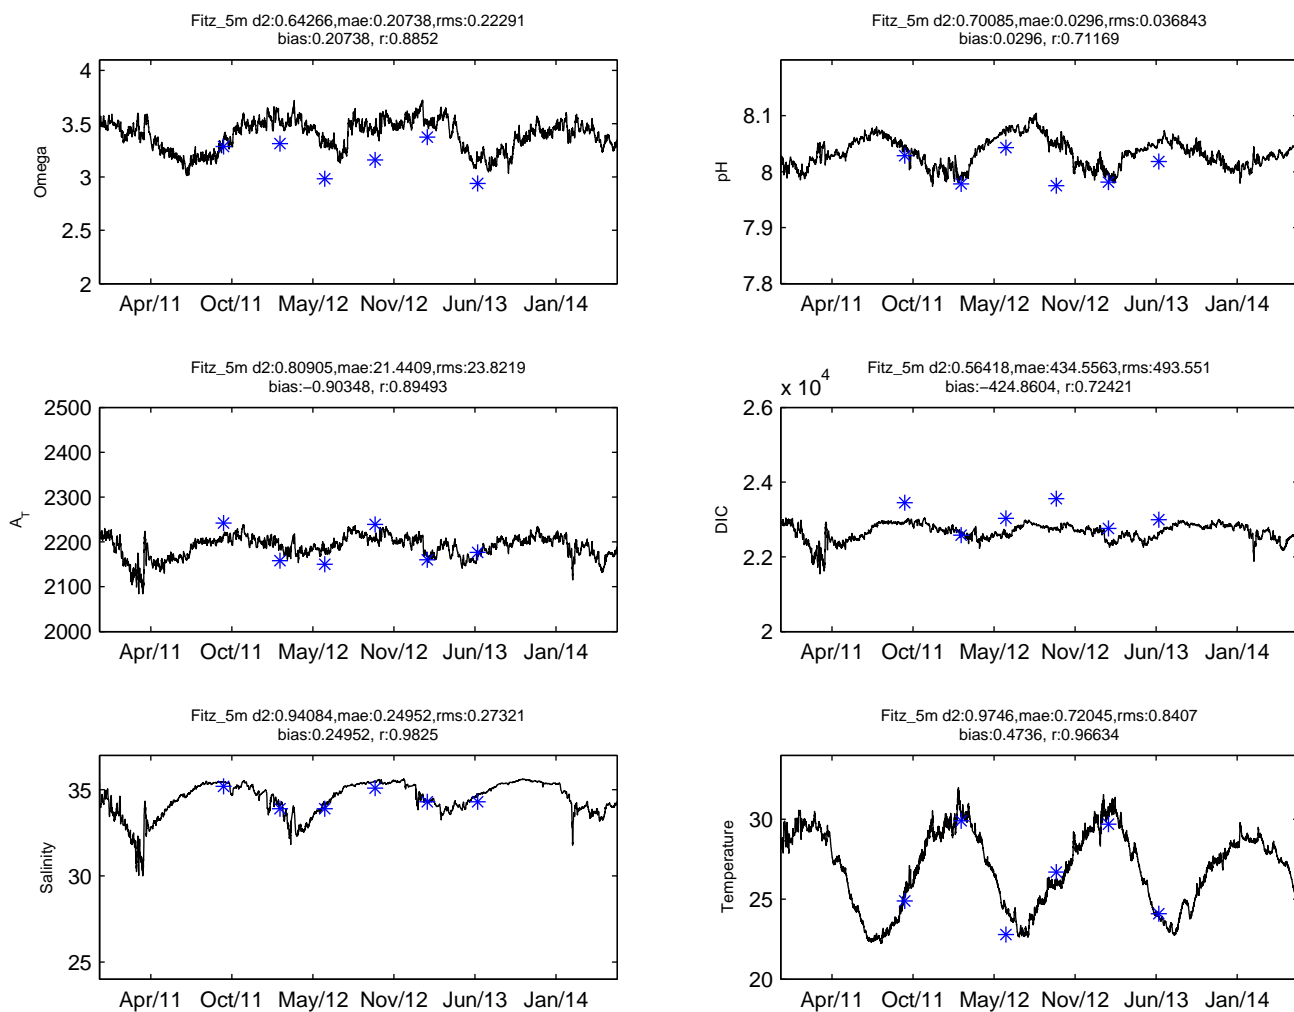 Fitz_5m d2:0.64266,mae:0.20738,rms:0.22291
bias:0.20738, r:0.8852
4
3.5
3
2.5
2
Omega
Apr/11 Oct/11 May/12 Nov/12 Jun/13 Jan/14
Fitz_5m d2:0.70085,mae:0.0296,rms:0.036843
bias:0.0296, r:0.71169
8.1
8
7.9
7.8
pH
Apr/11 Oct/11 May/12 Nov/12 Jun/13 Jan/14
Fitz_5m d2:0.80905,mae:21.4409,rms:23.8219
bias:−0.90348, r:0.89493
2500
2400
2300
2200
2100
2000
A_T
Apr/11 Oct/11 May/12 Nov/12 Jun/13 Jan/14
Fitz_5m d2:0.56418,mae:434.5563,rms:493.551
bias:−424.8604, r:0.72421
x 10^4
2.6
2.4
2.2
2
DIC
Apr/11 Oct/11 May/12 Nov/12 Jun/13 Jan/14
Fitz_5m d2:0.94084,mae:0.24952,rms:0.27321
bias:0.24952, r:0.9825
35
30
25
Salinity
Apr/11 Oct/11 May/12 Nov/12 Jun/13 Jan/14
Fitz_5m d2:0.9746,mae:0.72045,rms:0.8407
bias:0.4736, r:0.96634
30
25
20
Temperature
Apr/11 Oct/11 May/12 Nov/12 Jun/13 Jan/14